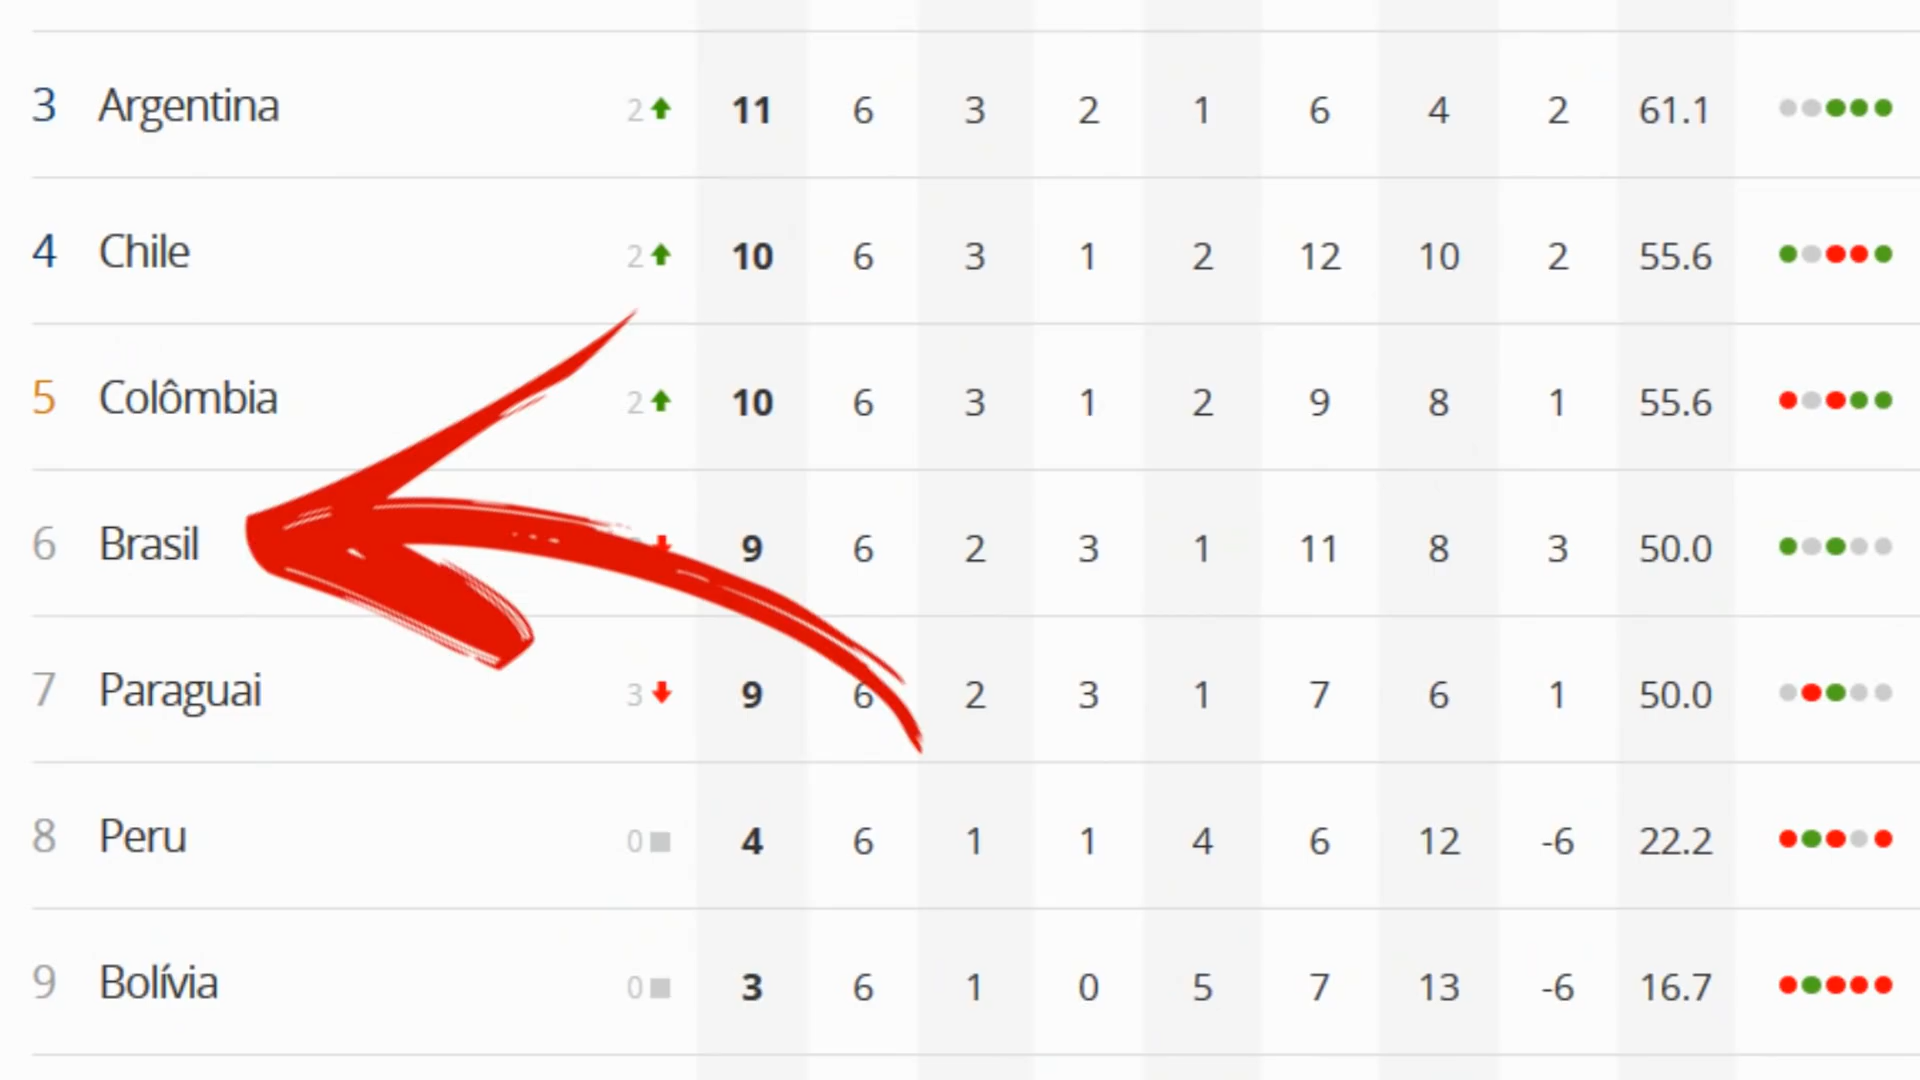 3 Argentina 2 11 6 3 2 1 6 4 2 61.1
4 Chile 2 10 6 3 1 2 12 10 2 55.6
5 Colômbia 2 10 6 3 1 2 9 8 1 55.6
6 Brasil 9 6 2 3 1 11 8 3 50.0
7 Paraguai 3 9 6 2 3 1 7 6 1 50.0
8 Peru 0 4 6 1 1 4 6 12 -6 22.2
9 Bolívia 0 3 6 1 0 5 7 13 -6 16.7